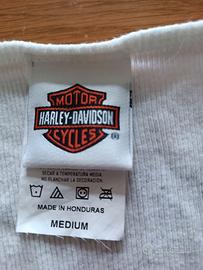 MOTOR
HARLEY-DAVIDSON
CYCLES
®
SECAR A TEMPERATURA MEDIA
NO PLANCHAR LA DECORACION
MADE IN HONDURAS
MEDIUM